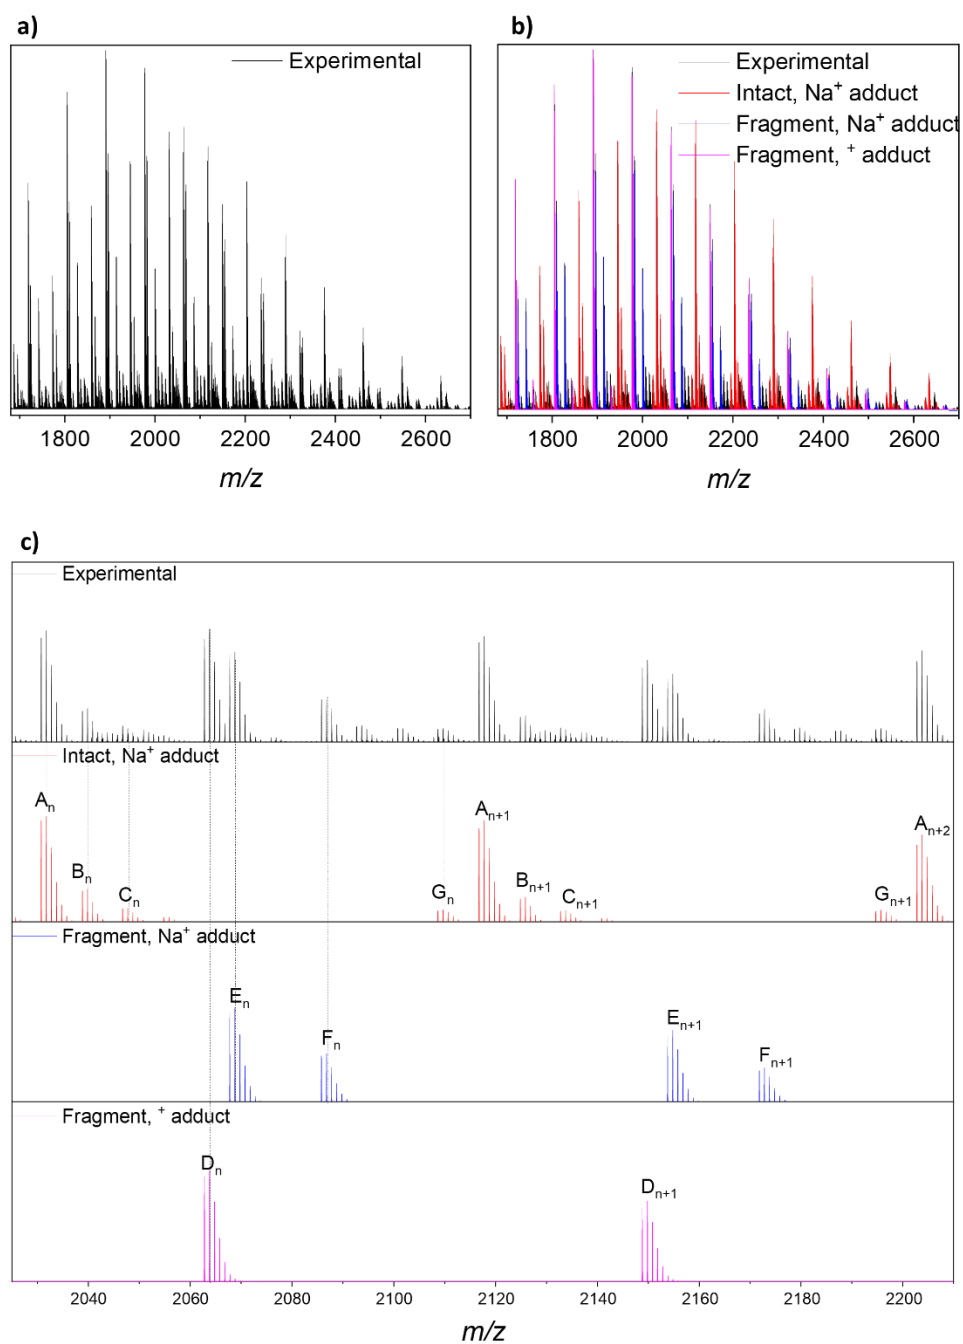 a)
Experimental
1800 2000 2200 2400 2600
m/z
b)
Experimental
Intact, Na⁺ adduct
Fragment, Na⁺ adduct
Fragment, ⁺ adduct
1800 2000 2200 2400 2600
m/z
c)
Experimental
Intact, Na⁺ adduct
Aₙ
Bₙ
Cₙ
Gₙ
Aₙ₊₁
Bₙ₊₁
Cₙ₊₁
Gₙ₊₁
Aₙ₊₂
Fragment, Na⁺ adduct
Eₙ
Fₙ
Eₙ₊₁
Fₙ₊₁
Fragment, ⁺ adduct
Dₙ
Dₙ₊₁
2040 2060 2080 2100 2120 2140 2160 2180 2200
m/z